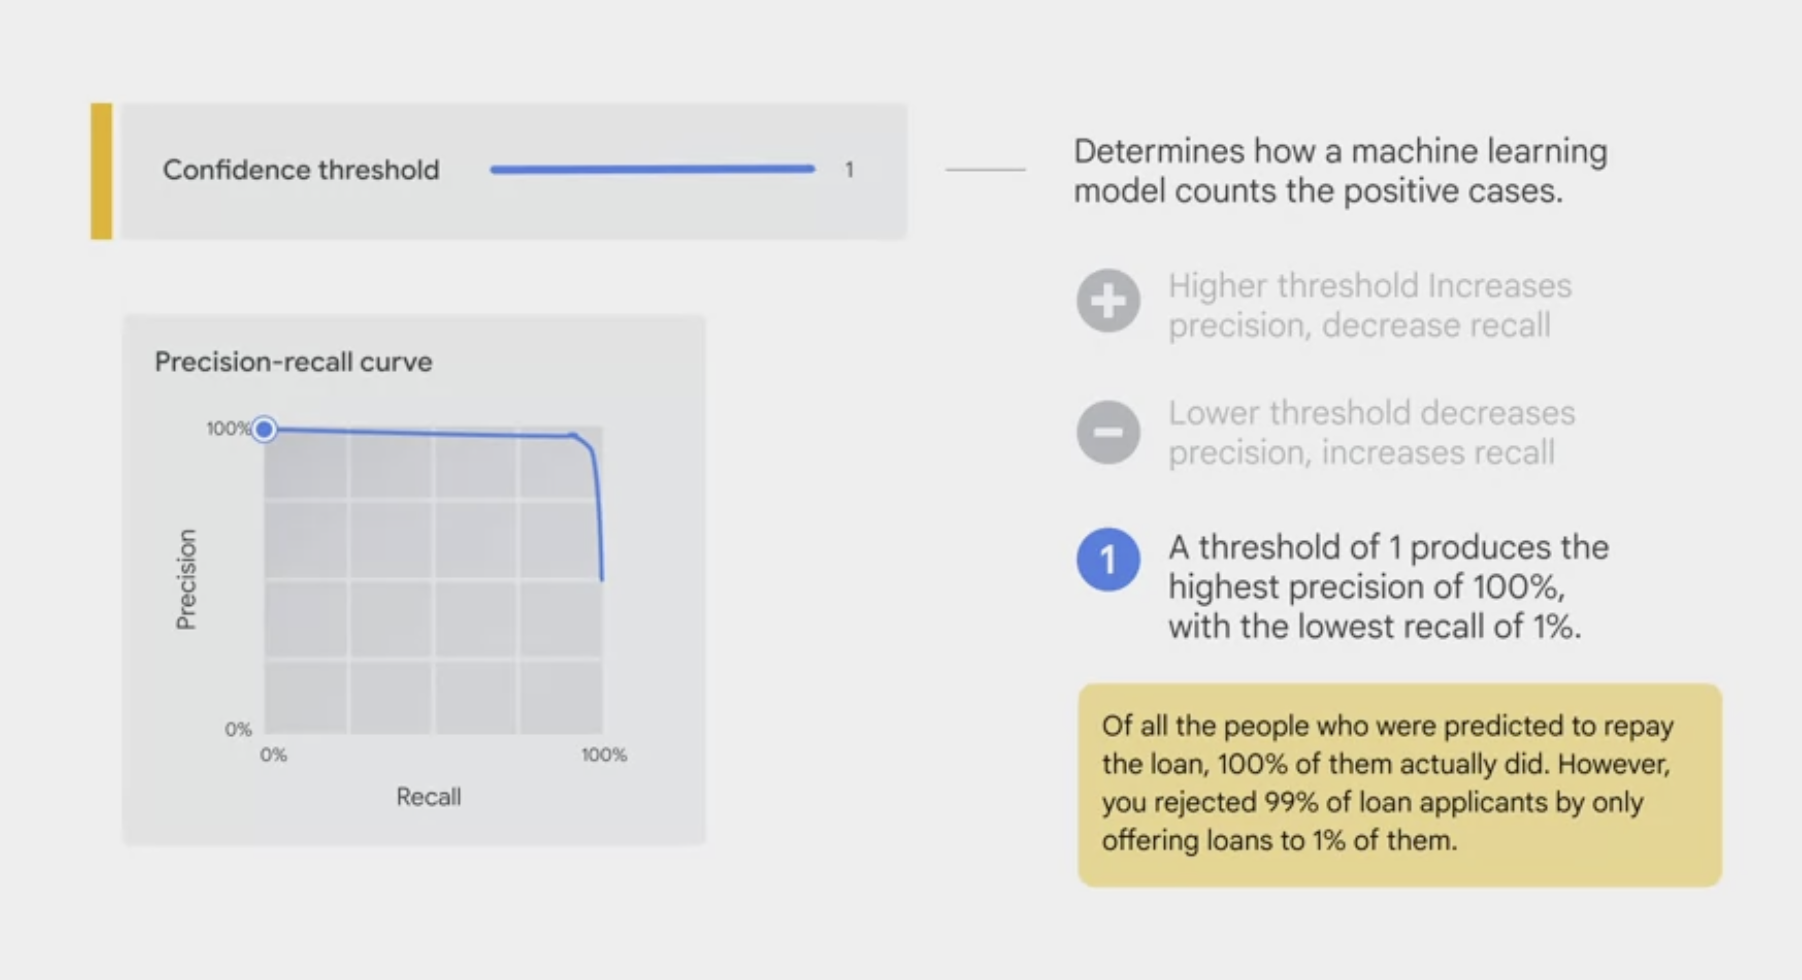 Confidence threshold
1
Determines how a machine learning
model counts the positive cases.
Higher threshold Increases
precision, decrease recall
Lower threshold decreases
precision, increases recall
1
A threshold of 1 produces the
highest precision of 100%,
with the lowest recall of 1%.
Of all the people who were predicted to repay
the loan, 100% of them actually did. However,
you rejected 99% of loan applicants by only
offering loans to 1% of them.
Precision-recall curve
100%
Precision
0%
0%
100%
Recall